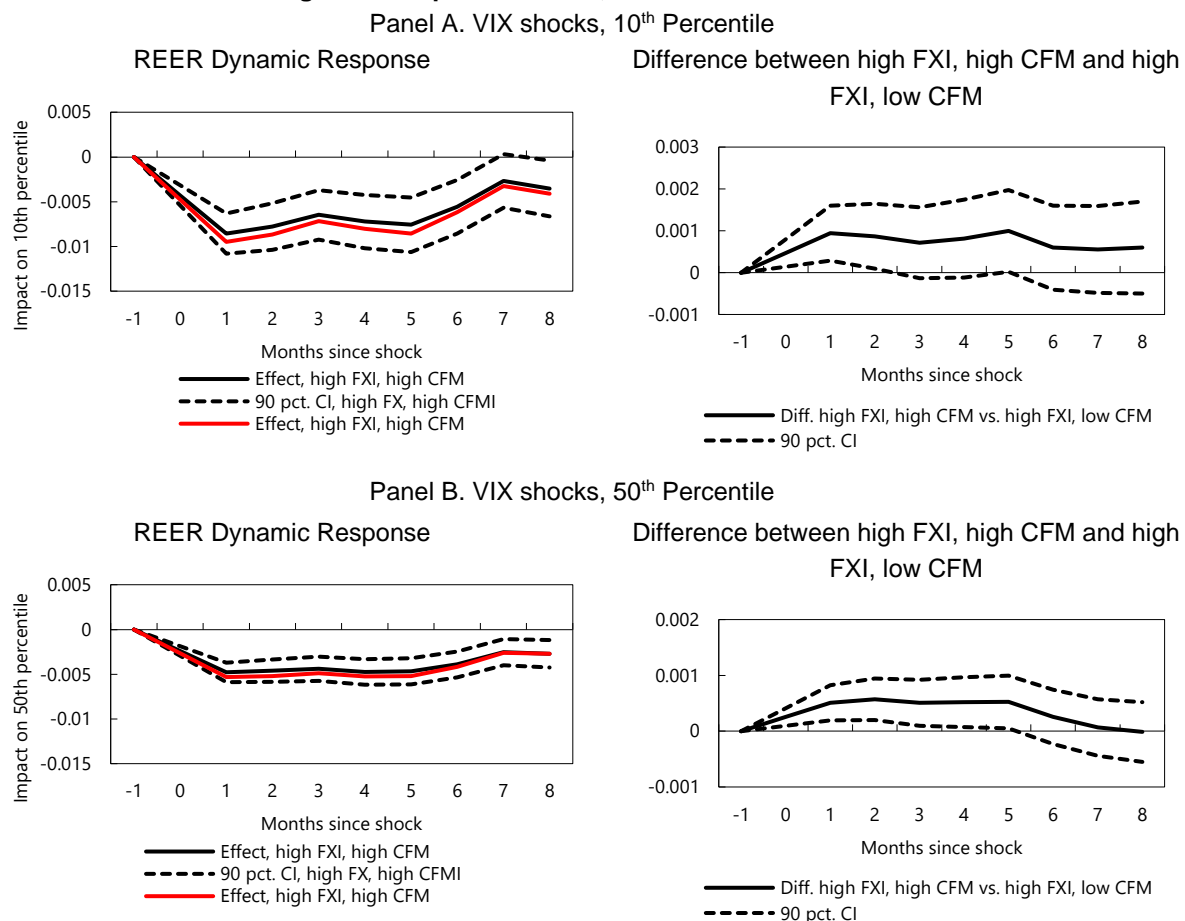 Panel A. VIX shocks, 10th Percentile
REER Dynamic Response
Difference between high FXI, high CFM and high
FXI, low CFM
Impact on 10th percentile
0.005
0
-0.005
-0.01
-0.015
-1 0 1 2 3 4 5 6 7 8
Months since shock
Effect, high FXI, high CFM
90 pct. CI, high FX, high CFMI
Effect, high FXI, high CFM
0.003
0.002
0.001
0
-0.001
-1 0 1 2 3 4 5 6 7 8
Months since shock
Diff. high FXI, high CFM vs. high FXI, low CFM
90 pct. CI
Panel B. VIX shocks, 50th Percentile
REER Dynamic Response
Difference between high FXI, high CFM and high
FXI, low CFM
Impact on 50th percentile
0.005
0
-0.005
-0.01
-0.015
-1 0 1 2 3 4 5 6 7 8
Months since shock
Effect, high FXI, high CFM
90 pct. CI, high FX, high CFMI
Effect, high FXI, high CFM
0.002
0.001
0
-0.001
-1 0 1 2 3 4 5 6 7 8
Months since shock
Diff. high FXI, high CFM vs. high FXI, low CFM
90 pct. CI